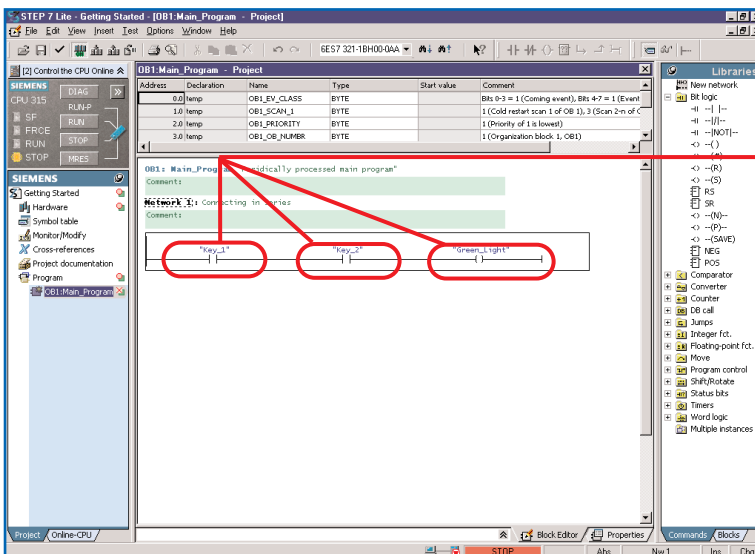 STEP 7 Lite - Getting Started - [OB1:Main_Program - Project]
File Edit View Insert Test Options Window Help
6ES7 321-1BH00-0AA
[2] Control the CPU Online
SIEMENS
CPU 315
DIAG
RUN-P
SF
RUN
FRCE
RUN
STOP
STOP
MRES
SIEMENS
Getting Started
Hardware
Symbol table
Monitor/Modify
Cross-references
Project documentation
Program
OB1:Main_Program
Project
Online-CPU
OB1:Main_Program - Project
Address Declaration Name Type Start value Comment
0.0 temp OB1_EV_CLASS BYTE Bits 0-3 = 1 (Coming event), Bits 4-7 = 1 (Event
1.0 temp OB1_SCAN_1 BYTE 1 (Cold restart scan 1 of OB 1), 3 (Scan 2-n of O
2.0 temp OB1_PRIORITY BYTE 1 (Priority of 1 is lowest)
3.0 temp OB1_OB_NUMBR BYTE 1 (Organization block 1, OB1)
OB1: Main_Program processed main program"
Comment:
Network 1: Connecting in series
Comment:
"Key_1" "Key_2" "Green_Light"
Block Editor
Properties
Libraries
New network
Bit logic
--| |--
--|/|--
--|NOT|--
--( )
--(R)
--(S)
RS
SR
--(N)--
--(P)--
--(SAVE)
NEG
POS
Comparator
Converter
Counter
DB call
Jumps
Integer fct.
Floating-point fct.
Move
Program control
Shift/Rotate
Status bits
Timers
Word logic
Multiple instances
Commands
Blocks
STOP Abs Nw 1 Ins